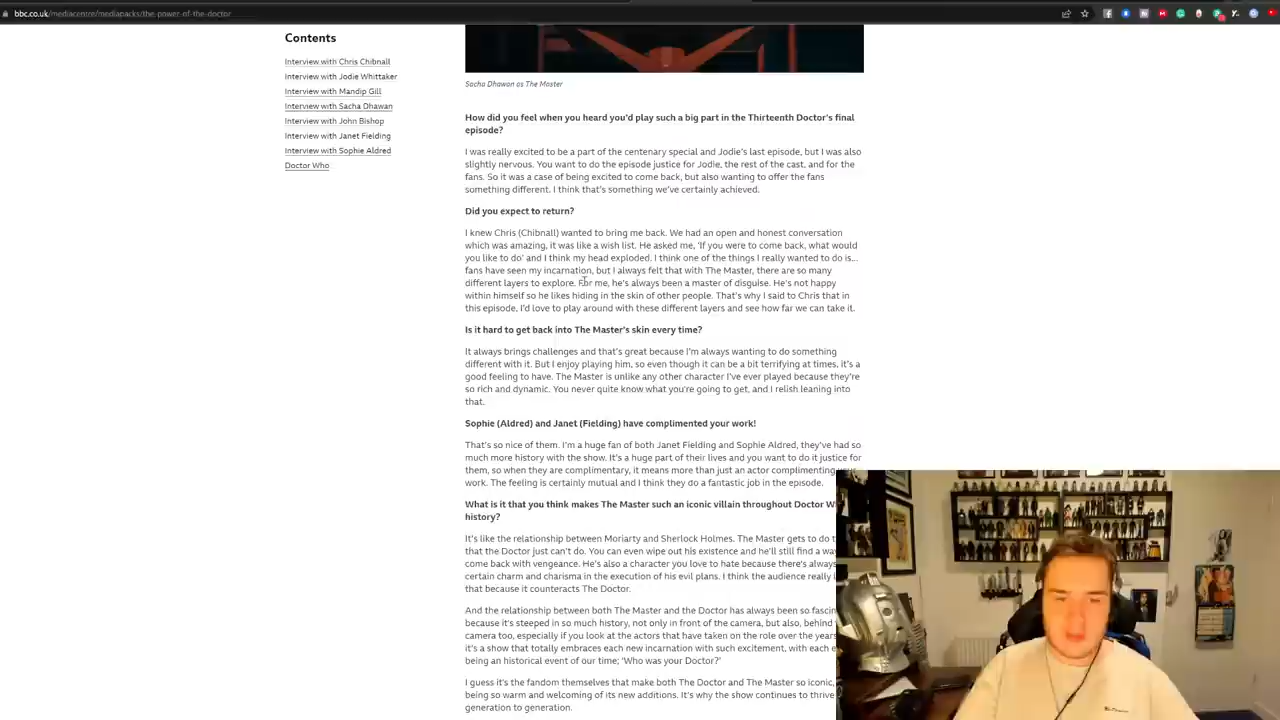 bbc.co.uk/mediacentre/mediapacks/the-power-of-the-doctor
Contents
Interview with Chris Chibnall
Interview with Jodie Whittaker
Interview with Mandip Gill
Interview with Sacha Dhawan
Interview with John Bishop
Interview with Janet Fielding
Interview with Sophie Aldred
Doctor Who
Sacha Dhawan as The Master
How did you feel when you heard you'd play such a big part in the Thirteenth Doctor's final
episode?
I was really excited to be a part of the centenary special and Jodie's last episode, but I was also
slightly nervous. You want to do the episode justice for Jodie, the rest of the cast, and for the
fans. So it was a case of being excited to come back, but also wanting to offer the fans
something different. I think that's something we've certainly achieved.
Did you expect to return?
I knew Chris (Chibnall) wanted to bring me back. We had an open and honest conversation
which was amazing, it was like a wish list. He asked me, 'If you were to come back, what would
you like to do' and I think my head exploded. I think one of the things I really wanted to do is...
fans have seen my incarnation, but I always felt that with The Master, there are so many
different layers to explore. For me, he's always been a master of disguise. He's not happy
within himself so he likes hiding in the skin of other people. That's why I said to Chris that in
this episode, I'd love to play around with these different layers and see how far we can take it.
Is it hard to get back into The Master's skin every time?
It always brings challenges and that's great because I'm always wanting to do something
different with it. But I enjoy playing him, so even though it can be a bit terrifying at times, it's a
good feeling to have. The Master is unlike any other character I've ever played because they're
so rich and dynamic. You never quite know what you're going to get, and I relish leaning into
that.
Sophie (Aldred) and Janet (Fielding) have complimented your work!
That's so nice of them. I'm a huge fan of both Janet Fielding and Sophie Aldred, they've had so
much more history with the show. It's a huge part of their lives and you want to do it justice for
them, so when they are complimentary, it means more than just an actor complimenting your
work. The feeling is certainly mutual and I think they do a fantastic job in the episode.
What is it that you think makes The Master such an iconic villain throughout Doctor W
history?
It's like the relationship between Moriarty and Sherlock Holmes. The Master gets to do t
that the Doctor just can't do. You can even wipe out his existence and he'll still find a wa
come back with vengeance. He's also a character you love to hate because there's always
certain charm and charisma in the execution of his evil plans. I think the audience really
that because it counteracts The Doctor.
And the relationship between both The Master and the Doctor has always been so fascin
because it's steeped in so much history, not only in front of the camera, but also, behind
camera too, especially if you look at the actors that have taken on the role over the years
it's a show that totally embraces each new incarnation with such excitement, with each e
being an historical event of our time; 'Who was your Doctor?'
I guess it's the fandom themselves that make both The Doctor and The Master so iconic,
being so warm and welcoming of its new additions. It's why the show continues to thrive
generation to generation.